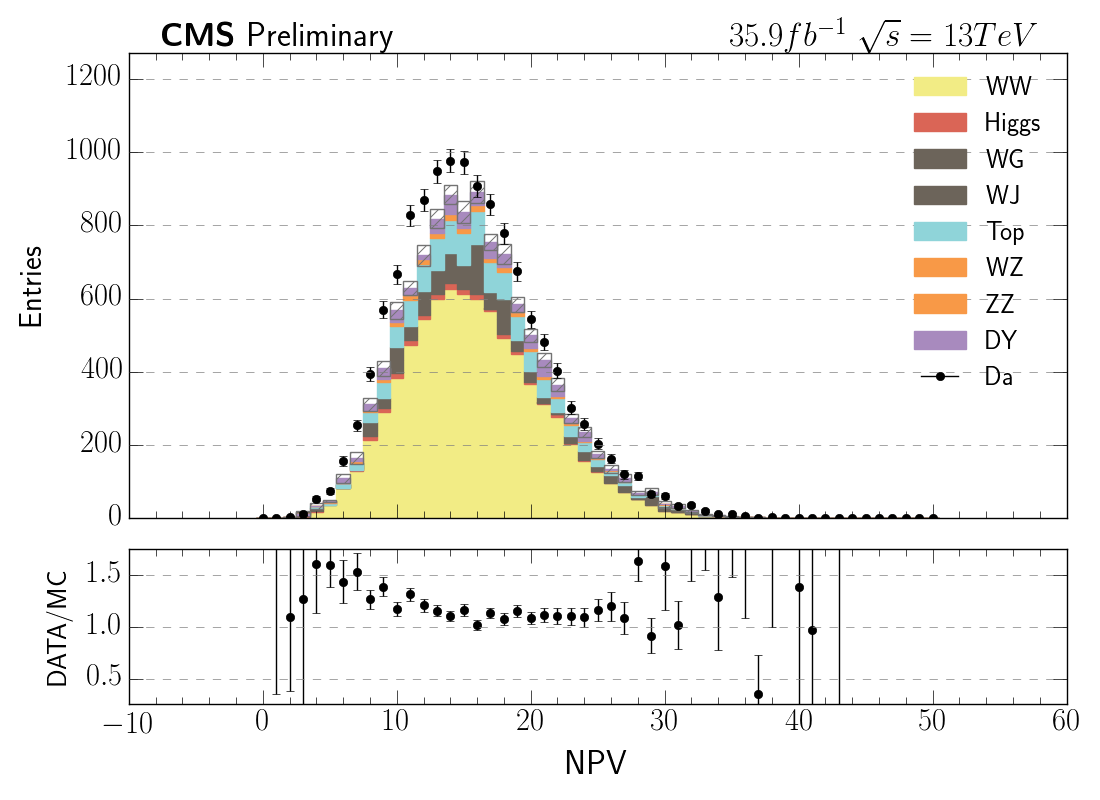 CMS Preliminary 35.9fb⁻¹ √s = 13TeV
1200
1000
800
600
400
200
0
Entries
WW
Higgs
WG
WJ
Top
WZ
ZZ
DY
Da
1.5
1.0
0.5
DATA/MC
−10 0 10 20 30 40 50 60
NPV